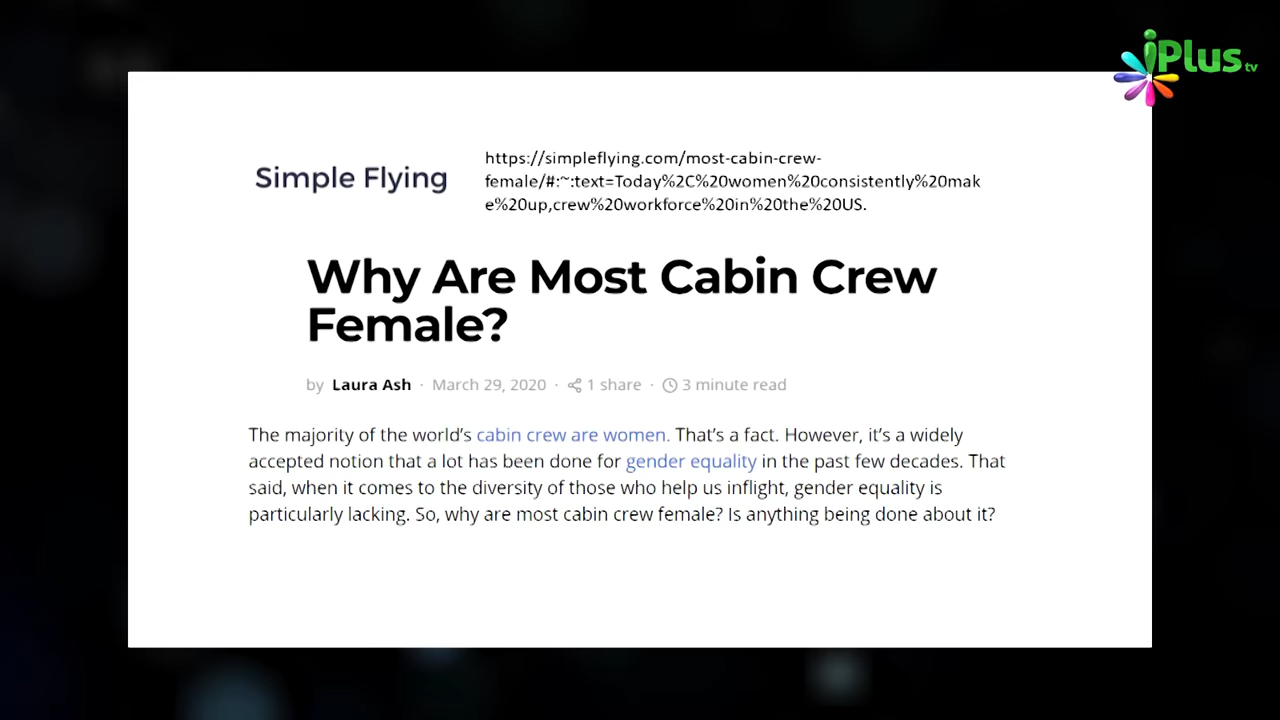 iPlus tv
Simple Flying
https://simpleflying.com/most-cabin-crew-
female/#:~:text=Today%2C%20women%20consistently%20mak
e%20up,crew%20workforce%20in%20the%20US.
Why Are Most Cabin Crew
Female?
by Laura Ash · March 29, 2020 · 1 share · 3 minute read
The majority of the world’s cabin crew are women. That’s a fact. However, it’s a widely
accepted notion that a lot has been done for gender equality in the past few decades. That
said, when it comes to the diversity of those who help us inflight, gender equality is
particularly lacking. So, why are most cabin crew female? Is anything being done about it?